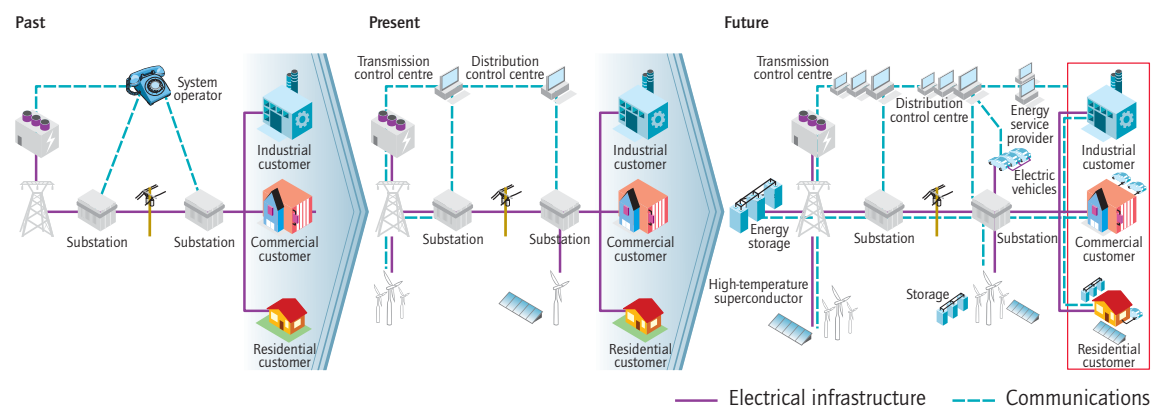 Past
System
operator
Substation
Substation
Industrial
customer
Commercial
customer
Residential
customer
Present
Transmission
control centre
Distribution
control centre
Substation
Substation
Industrial
customer
Commercial
customer
Residential
customer
Future
Transmission
control centre
Distribution
control centre
Energy
service
provider
Electric
vehicles
Energy
storage
Substation
Substation
High-temperature
superconductor
Storage
Industrial
customer
Commercial
customer
Residential
customer
Electrical infrastructure
Communications